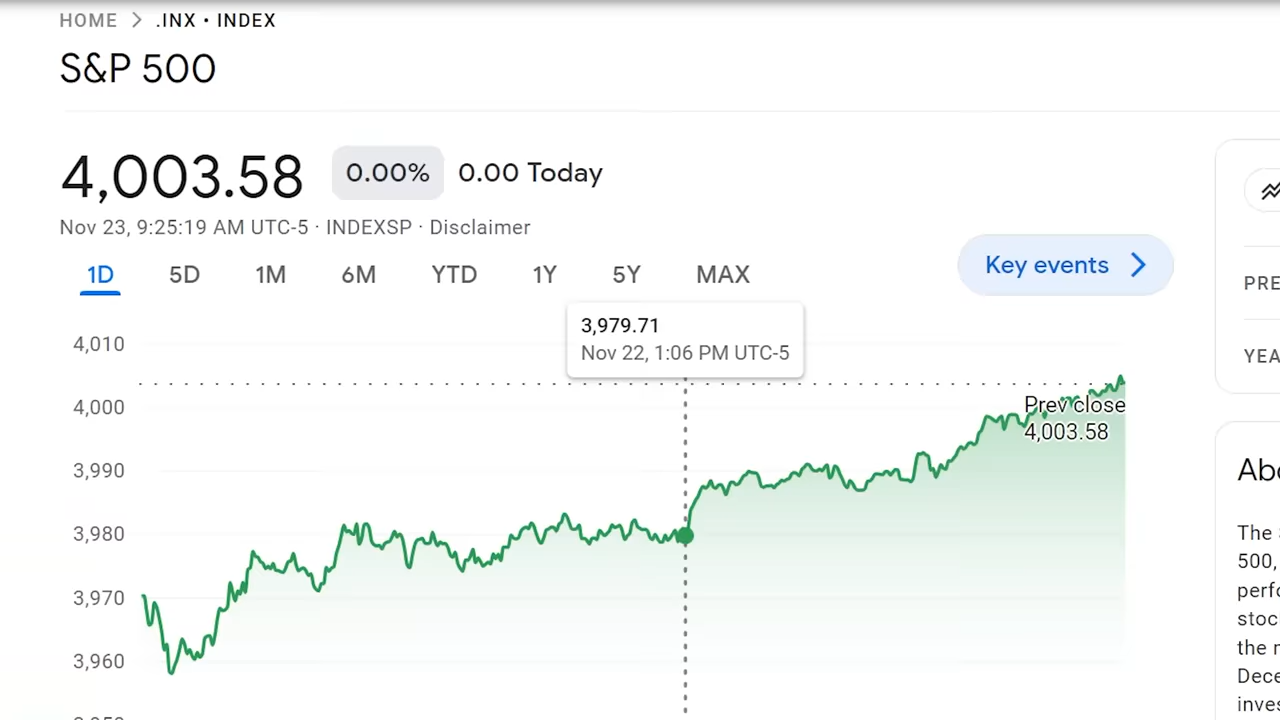 HOME > .INX • INDEX
S&P 500
4,003.58 0.00% 0.00 Today
Nov 23, 9:25:19 AM UTC-5 · INDEXSP · Disclaimer
1D 5D 1M 6M YTD 1Y 5Y MAX
Key events >
3,979.71
Nov 22, 1:06 PM UTC-5
4,010
4,000
3,990
3,980
3,970
3,960
Prev close
4,003.58
PRE
YEA
Abo
The
500,
perfo
stoc
the
Dece
inves